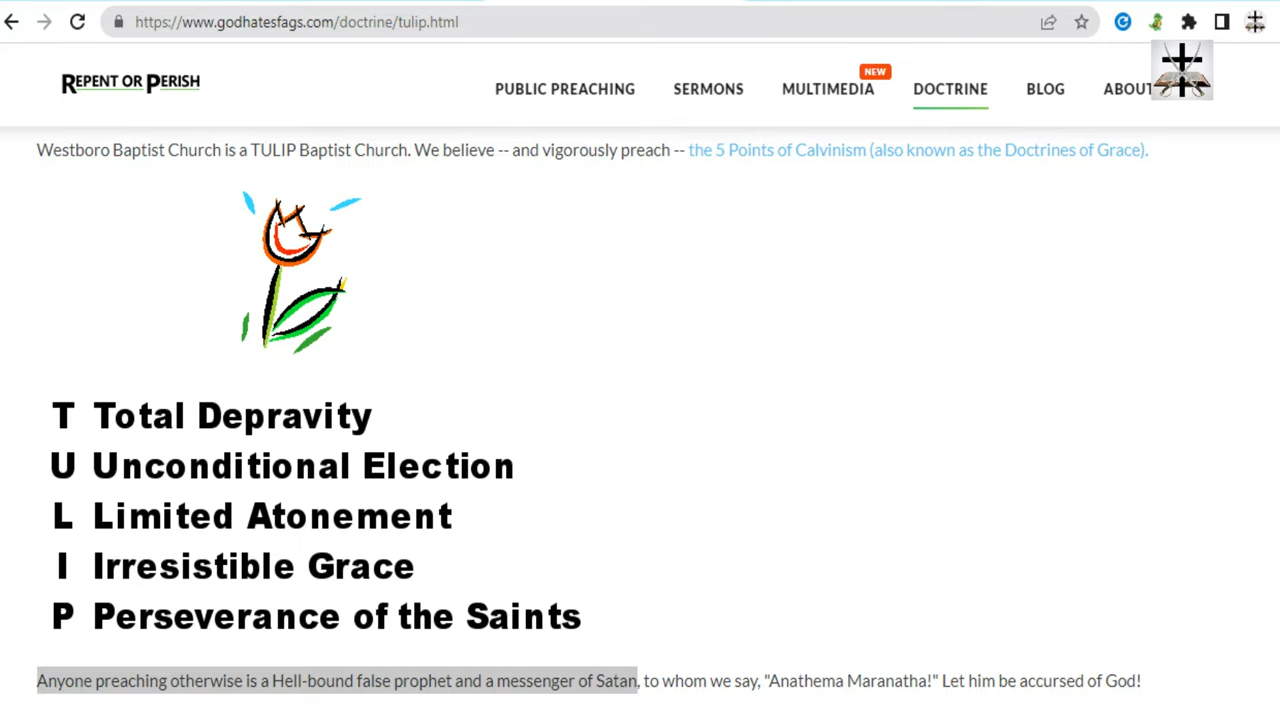 https://www.godhatesfags.com/doctrine/tulip.html
REPENT OR PERISH
PUBLIC PREACHING SERMONS MULTIMEDIA NEW DOCTRINE BLOG ABOUT
Westboro Baptist Church is a TULIP Baptist Church. We believe -- and vigorously preach -- the 5 Points of Calvinism (also known as the Doctrines of Grace).
T Total Depravity
U Unconditional Election
L Limited Atonement
I Irresistible Grace
P Perseverance of the Saints
Anyone preaching otherwise is a Hell-bound false prophet and a messenger of Satan, to whom we say, "Anathema Maranatha!" Let him be accursed of God!